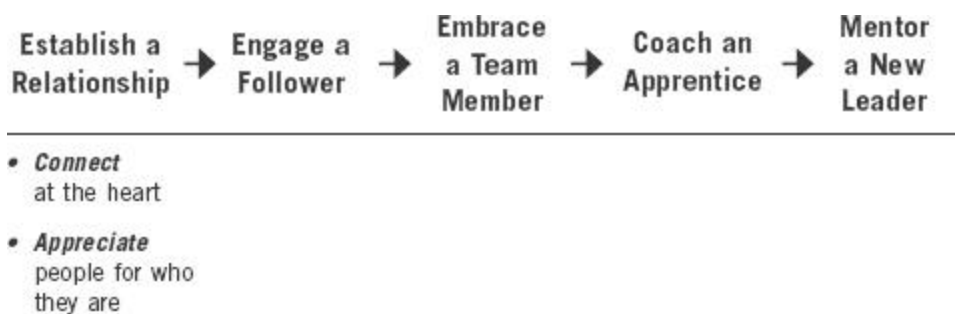 Establish a
Relationship
Engage a
Follower
Embrace
a Team
Member
Coach an
Apprentice
Mentor
a New
Leader
• Connect
at the heart
• Appreciate
people for who
they are